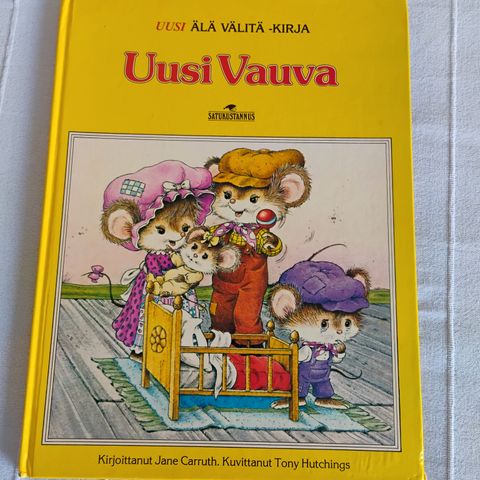 UUSI ÄLÄ VÄLITÄ -KIRJA
Uusi Vauva
SATUKUSTANNUS
Kirjoittanut Jane Carruth. Kuvittanut Tony Hutchings